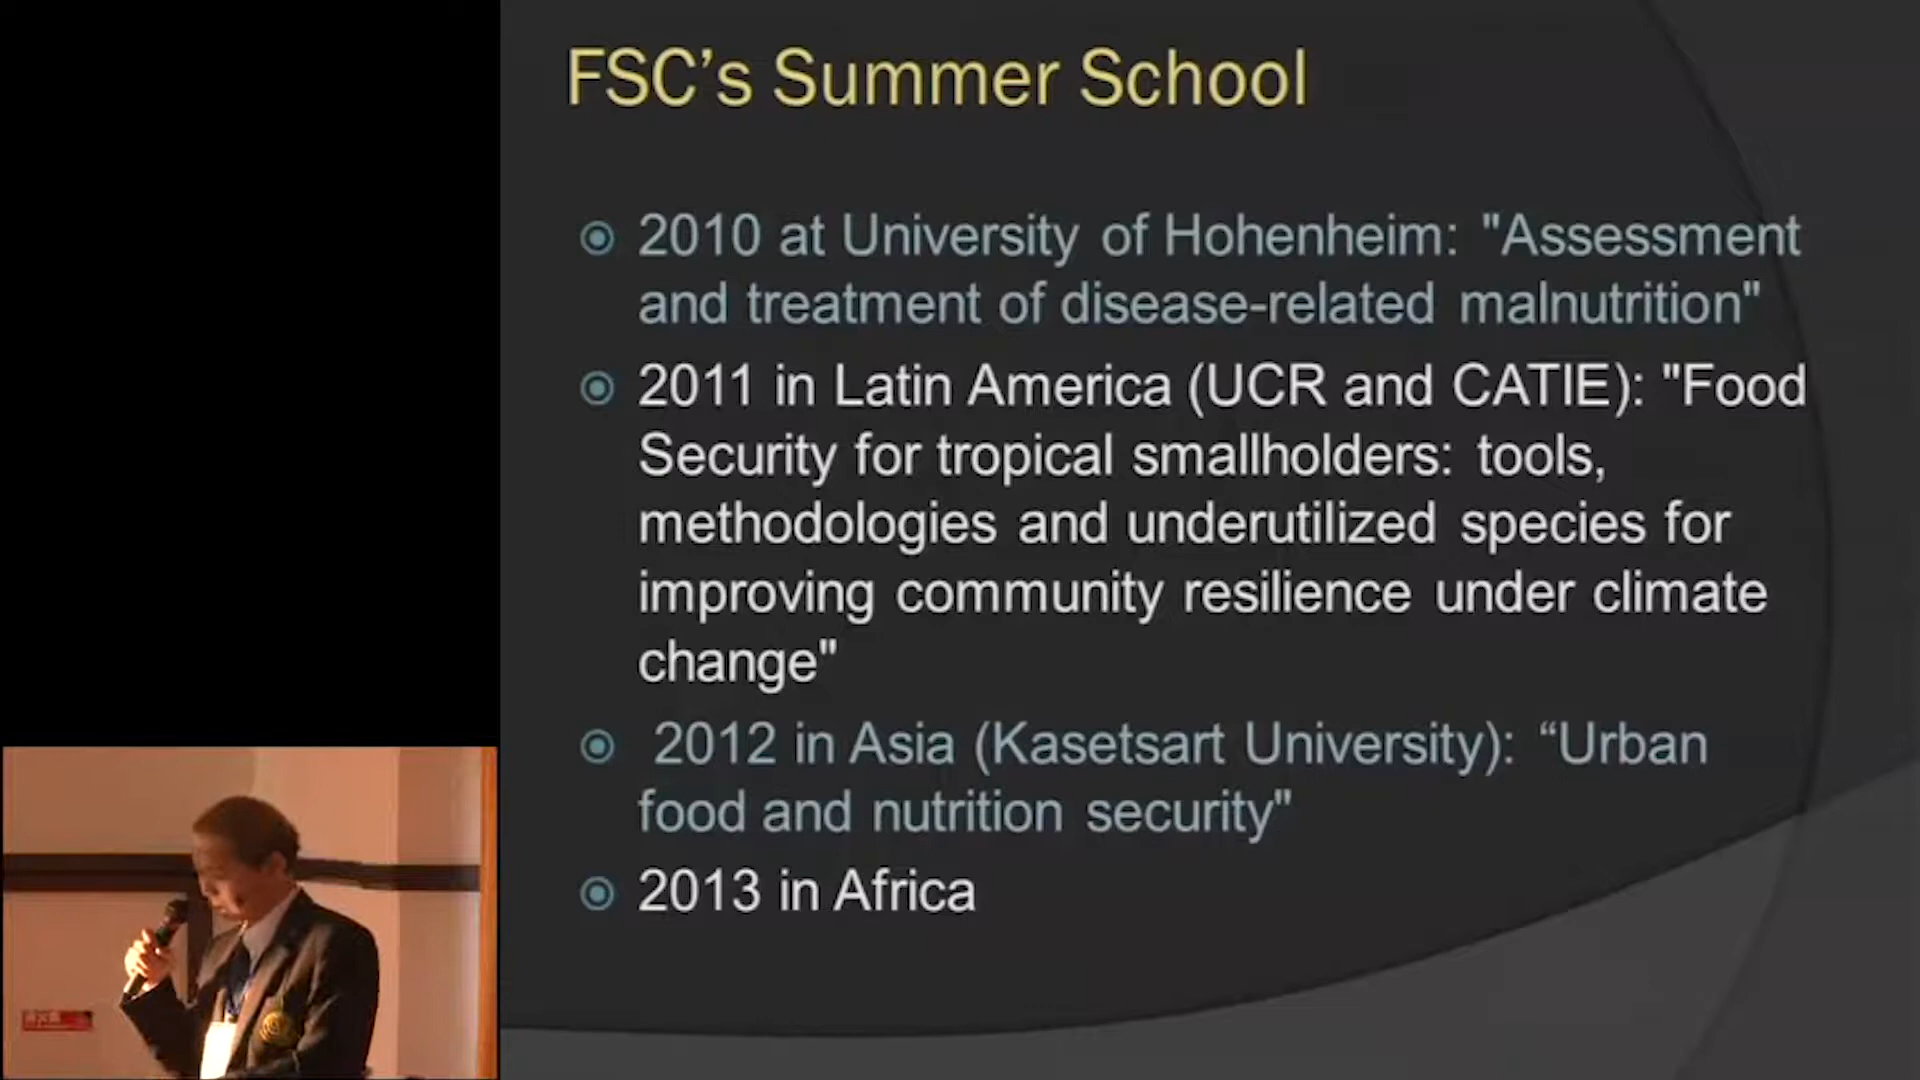 FSC's Summer School
2010 at University of Hohenheim: "Assessment
and treatment of disease-related malnutrition"
2011 in Latin America (UCR and CATIE): "Food
Security for tropical smallholders: tools,
methodologies and underutilized species for
improving community resilience under climate
change"
2012 in Asia (Kasetsart University): “Urban
food and nutrition security"
2013 in Africa